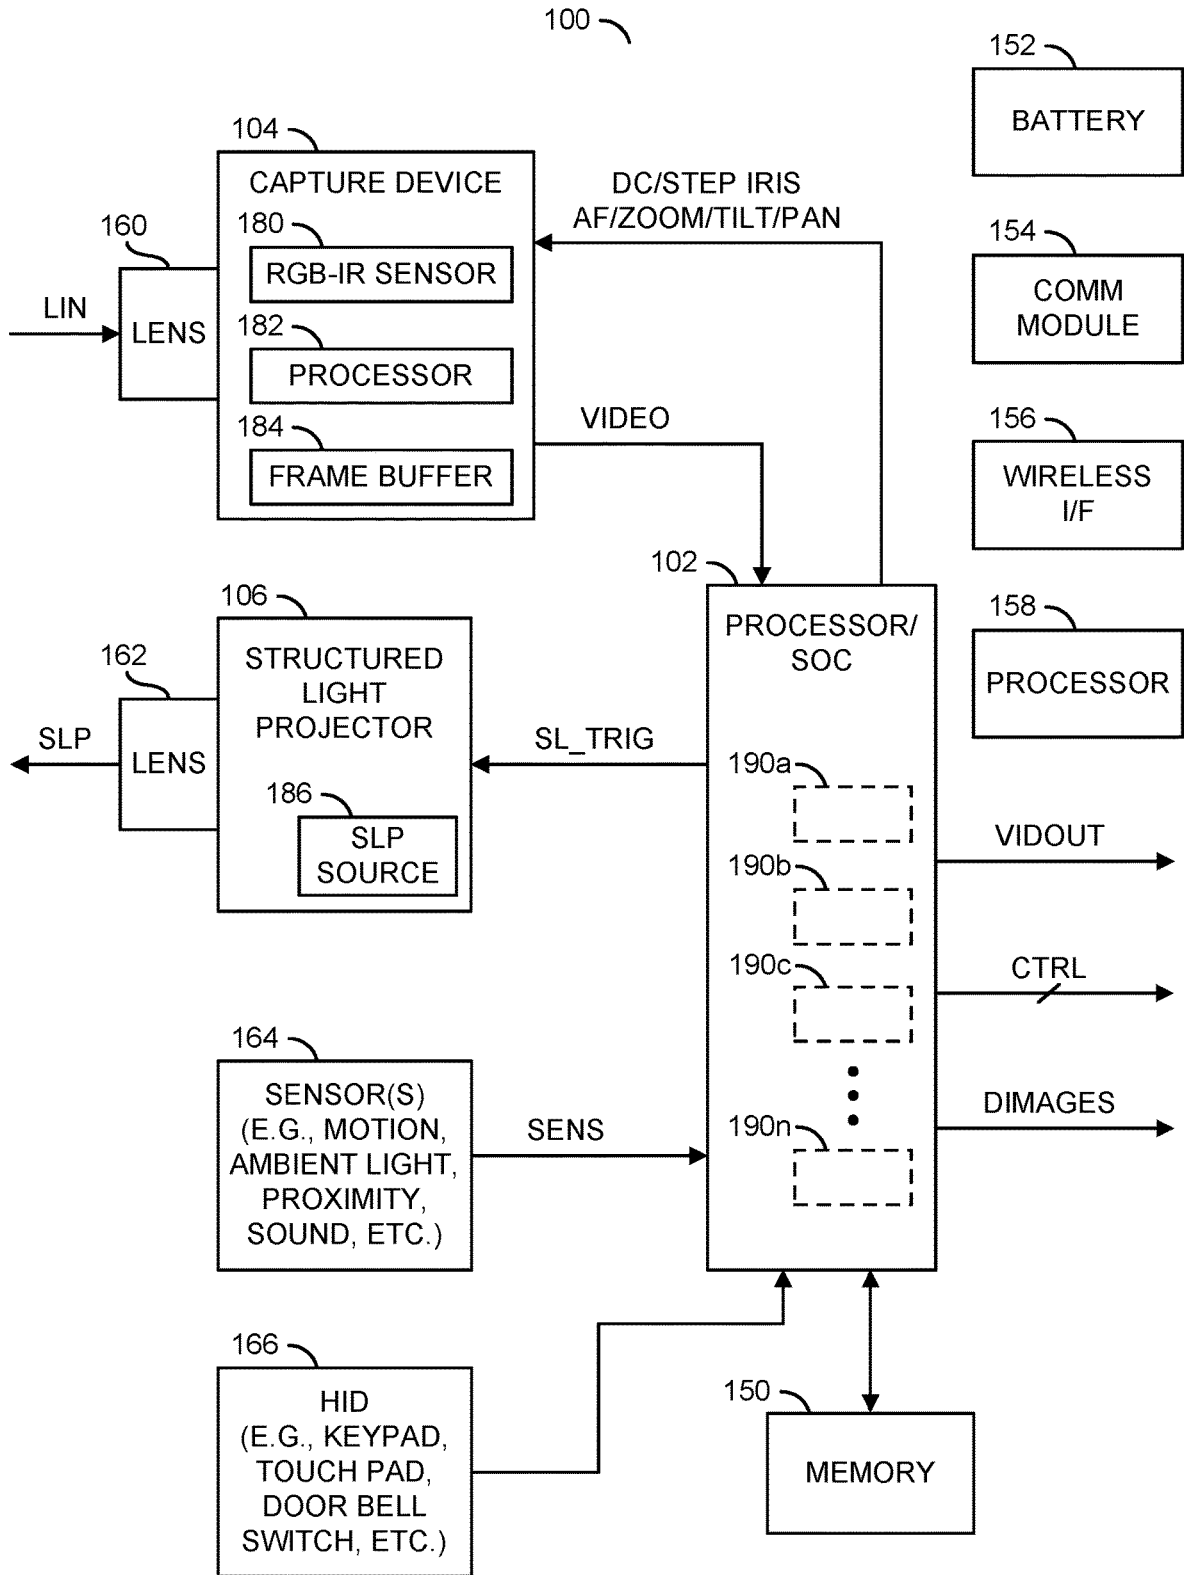 100
152
BATTERY
104
CAPTURE DEVICE
180
RGB-IR SENSOR
182
PROCESSOR
184
FRAME BUFFER
160
LENS
LIN
DC/STEP IRIS
AF/ZOOM/TILT/PAN
VIDEO
154
COMM
MODULE
156
WIRELESS
I/F
158
PROCESSOR
102
PROCESSOR/
SOC
190a
190b
190c
190n
106
STRUCTURED
LIGHT
PROJECTOR
186
SLP
SOURCE
162
LENS
SLP
SL_TRIG
VIDOUT
CTRL
DIMAGES
164
SENSOR(S)
(E.G., MOTION,
AMBIENT LIGHT,
PROXIMITY,
SOUND, ETC.)
SENS
166
HID
(E.G., KEYPAD,
TOUCH PAD,
DOOR BELL
SWITCH, ETC.)
150
MEMORY